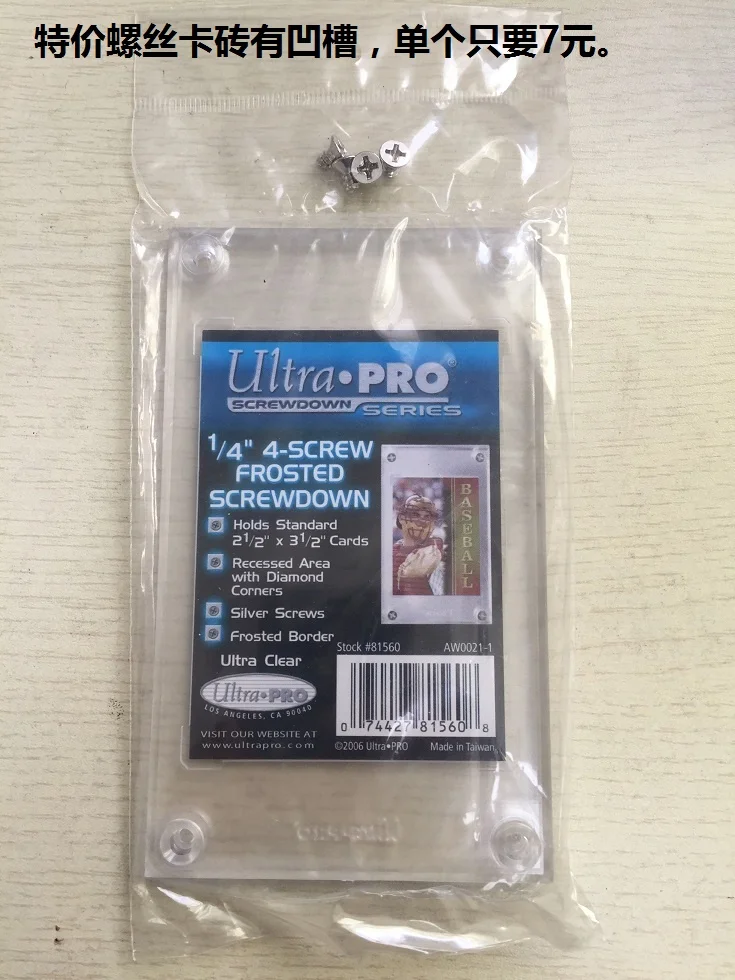 特价螺丝卡砖有凹槽，单个只要7元。
Ultra•PRO
SCREWDOWN SERIES
1/4" 4-SCREW
FROSTED
SCREWDOWN
Holds Standard
2 1/2" x 3 1/2" Cards
Recessed Area
with Diamond
Corners
Silver Screws
Frosted Border
Ultra Clear
BASEBALL
Stock #81560 AW0021-1
Ultra•PRO
LOS ANGELES, CA 90040
VISIT OUR WEBSITE AT
www.ultrapro.com
0 74427 81560 8
©2006 Ultra•PRO Made in Taiwan.